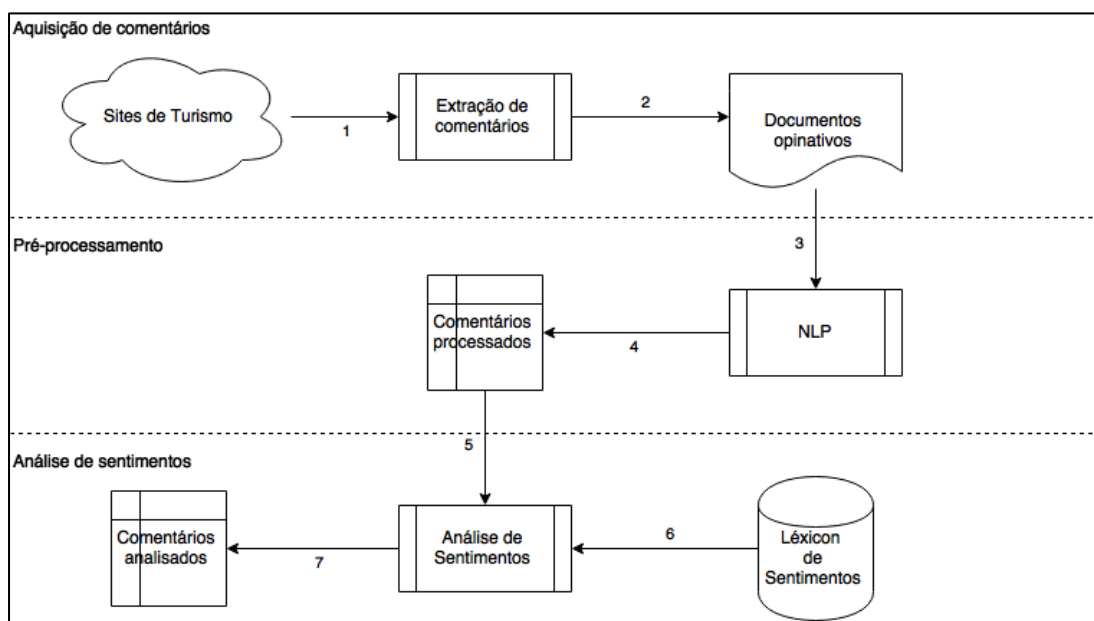 Aquisição de comentários
Sites de Turismo
1
Extração de
comentários
2
Documentos
opinativos
3
Pré-processamento
NLP
4
Comentários
processados
5
Análise de sentimentos
Comentários
analisados
7
Análise de
Sentimentos
6
Léxicon
de
Sentimentos